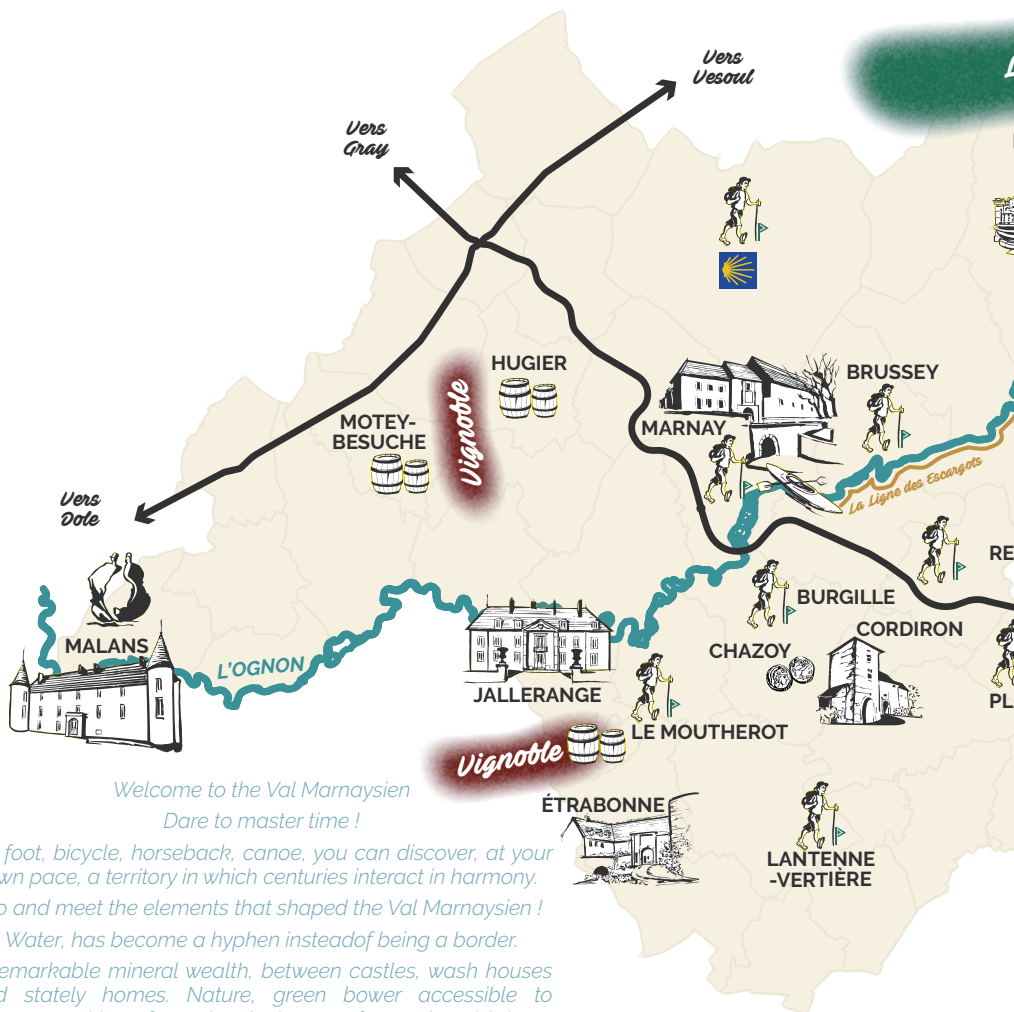 Vers
Vesoul
Vers
Gray
HUGIER
Vignoble
MOTEY-
BESUCHE
BRUSSEY
MARNAY
La Ligne des Escargots
Vers
Dole
RE
BURGILLE
CORDIRON
MALANS
CHAZOY
L'OGNON
JALLERANGE
PL
LE MOUTHEROT
Vignoble
ÉTRABONNE
LANTENNE
-VERTIÈRE
Welcome to the Val Marnaysien
Dare to master time !
foot, bicycle, horseback, canoe, you can discover, at your
wn pace, a territory in which centuries interact in harmony.
o and meet the elements that shaped the Val Marnaysien !
Water, has become a hyphen insteadof being a border.
emarkable mineral wealth, between castles, wash houses
d stately homes. Nature, green bower accessible to